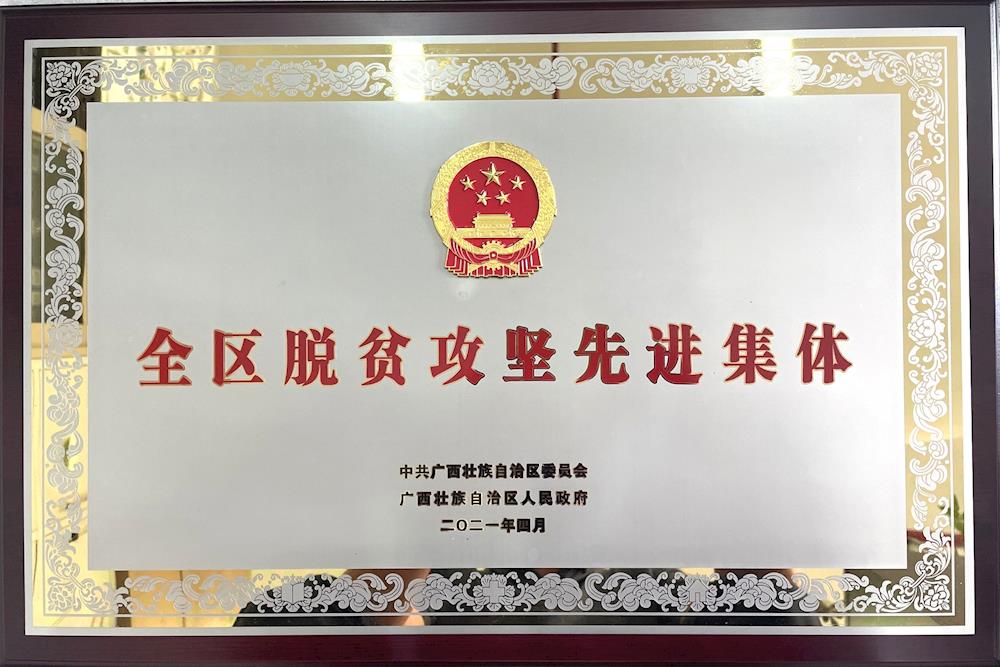 全区脱贫攻坚先进集体
中共广西壮族自治区委员会
广西壮族自治区人民政府
二〇二一年四月